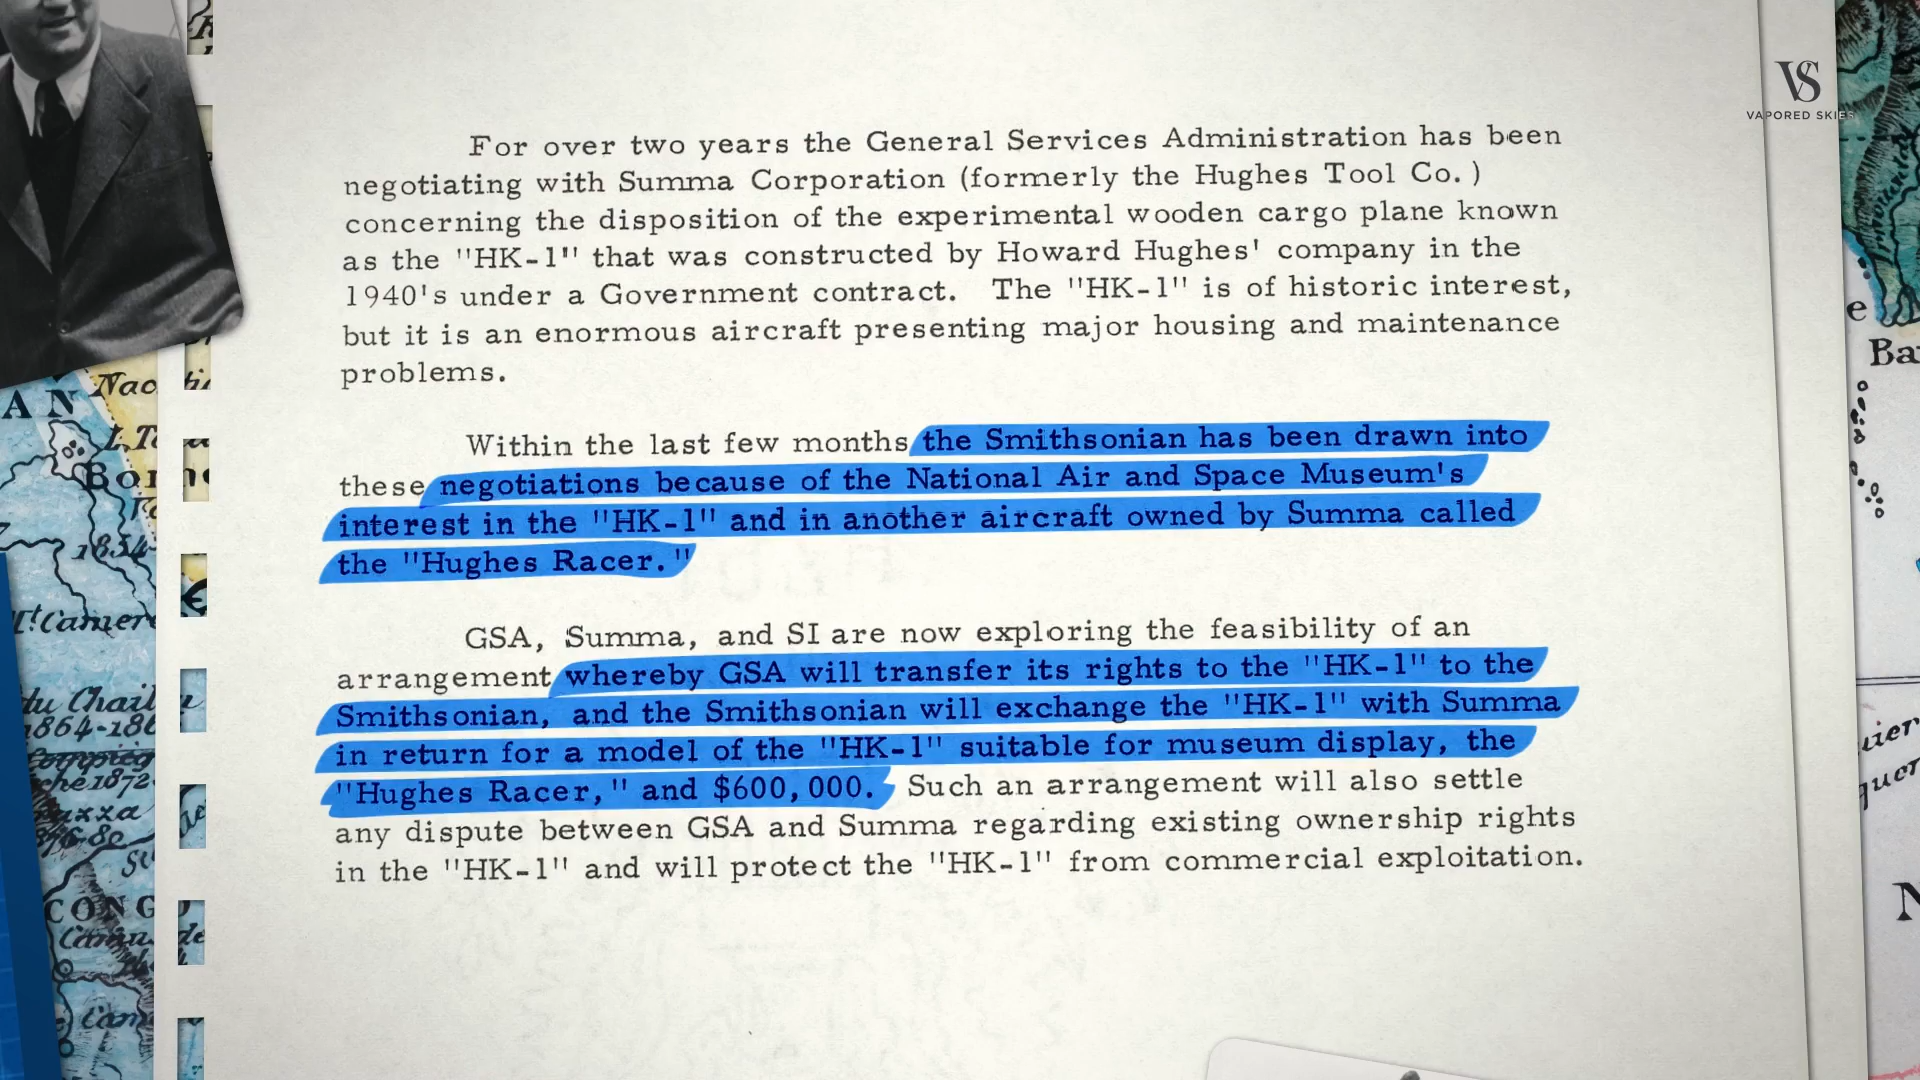 VS
VAPORED SKIES
For over two years the General Services Administration has been
negotiating with Summa Corporation (formerly the Hughes Tool Co.)
concerning the disposition of the experimental wooden cargo plane known
as the "HK-1" that was constructed by Howard Hughes' company in the
1940's under a Government contract. The "HK-1" is of historic interest,
but it is an enormous aircraft presenting major housing and maintenance
problems.
Within the last few months the Smithsonian has been drawn into
these negotiations because of the National Air and Space Museum's
interest in the "HK-1" and in another aircraft owned by Summa called
the "Hughes Racer."
GSA, Summa, and SI are now exploring the feasibility of an
arrangement whereby GSA will transfer its rights to the "HK-1" to the
Smithsonian, and the Smithsonian will exchange the "HK-1" with Summa
in return for a model of the "HK-1" suitable for museum display, the
"Hughes Racer," and $600,000. Such an arrangement will also settle
any dispute between GSA and Summa regarding existing ownership rights
in the "HK-1" and will protect the "HK-1" from commercial exploitation.
1854
du Chaill
CONGO